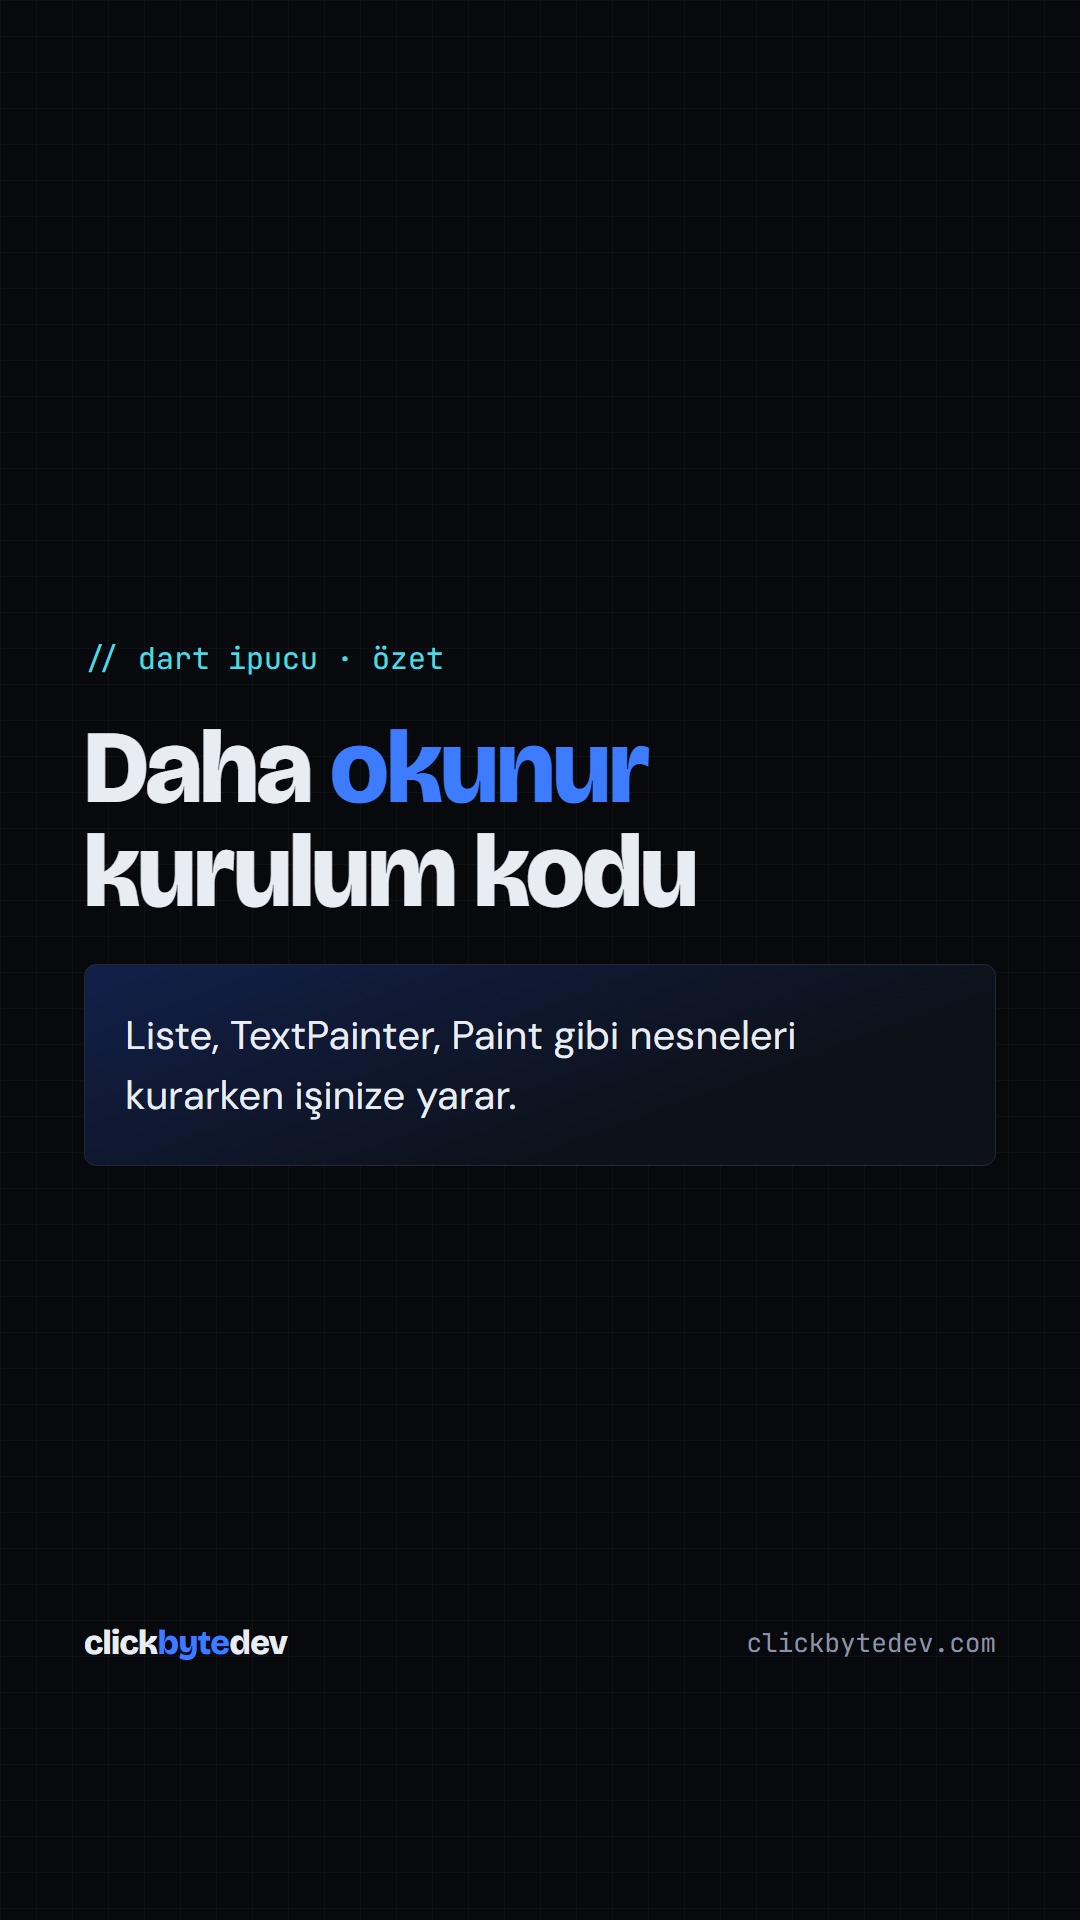 // dart ipucu · özet
Daha okunur
kurulum kodu
Liste, TextPainter, Paint gibi nesneleri
kurarken işinize yarar.
clickbytedev
clickbytedev.com